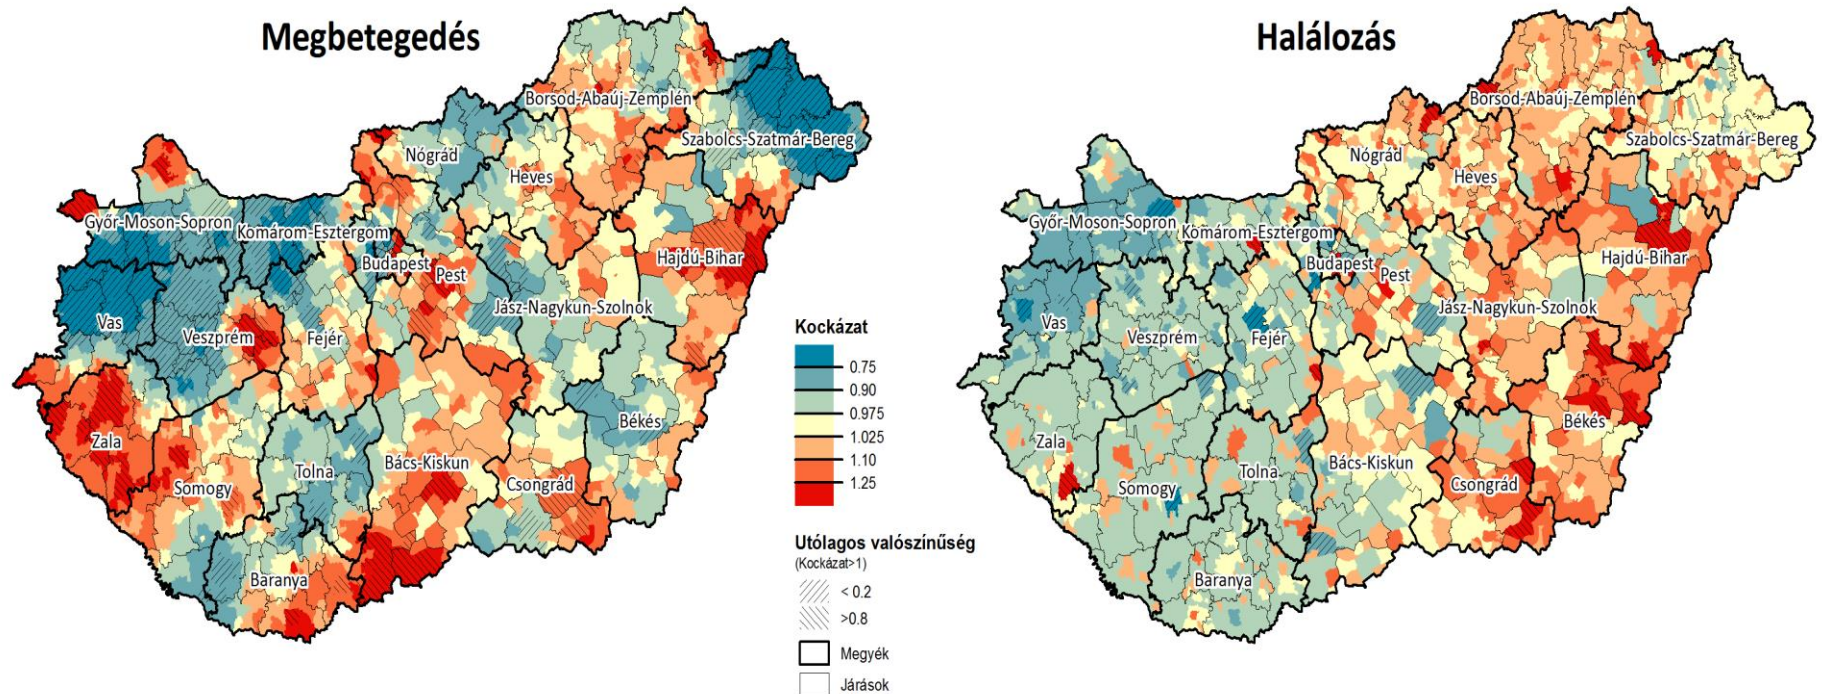 Megbetegedés
Borsod-Abaúj-Zemplén
Szabolcs-Szatmár-Bereg
Nógrád
Heves
Győr-Moson-Sopron
Komárom-Esztergom
Budapest
Pest
Hajdú-Bihar
Jász-Nagykun-Szolnok
Vas
Veszprém
Fejér
Békés
Zala
Tolna
Bács-Kiskun
Somogy
Csongrád
Baranya
Kockázat
0.75
0.90
0.975
1.025
1.10
1.25
Utólagos valószínűség
(Kockázat>1)
< 0.2
>0.8
Megyék
Járások
Halálozás
Borsod-Abaúj-Zemplén
Szabolcs-Szatmár-Bereg
Nógrád
Heves
Győr-Moson-Sopron
Komárom-Esztergom
Budapest
Pest
Hajdú-Bihar
Jász-Nagykun-Szolnok
Vas
Veszprém
Fejér
Békés
Zala
Tolna
Bács-Kiskun
Somogy
Csongrád
Baranya